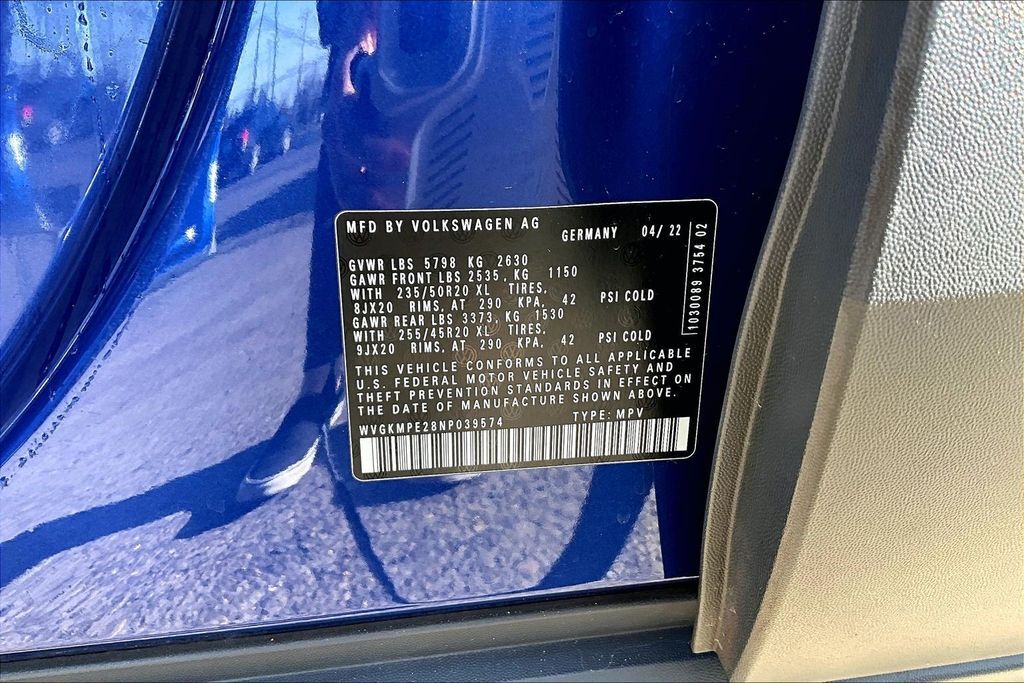 MFD BY VOLKSWAGEN AG GERMANY 04/ 22
GVWR LBS 5798 KG 2630
GAWR FRONT LBS 2535, KG 1150
WITH 235/50R20 XL TIRES,
8JX20 RIMS, AT 290 KPA, 42 PSI COLD
GAWR REAR LBS 3373, KG 1530
WITH 255/45R20 XL TIRES,
9JX20 RIMS, AT 290 KPA, 42 PSI COLD
THIS VEHICLE CONFORMS TO ALL APPLICABLE
U.S. FEDERAL MOTOR VEHICLE SAFETY AND
THEFT PREVENTION STANDARDS IN EFFECT ON
THE DATE OF MANUFACTURE SHOWN ABOVE.
WVGKMPE28NP039574 TYPE: MPV
1030089 3754 02